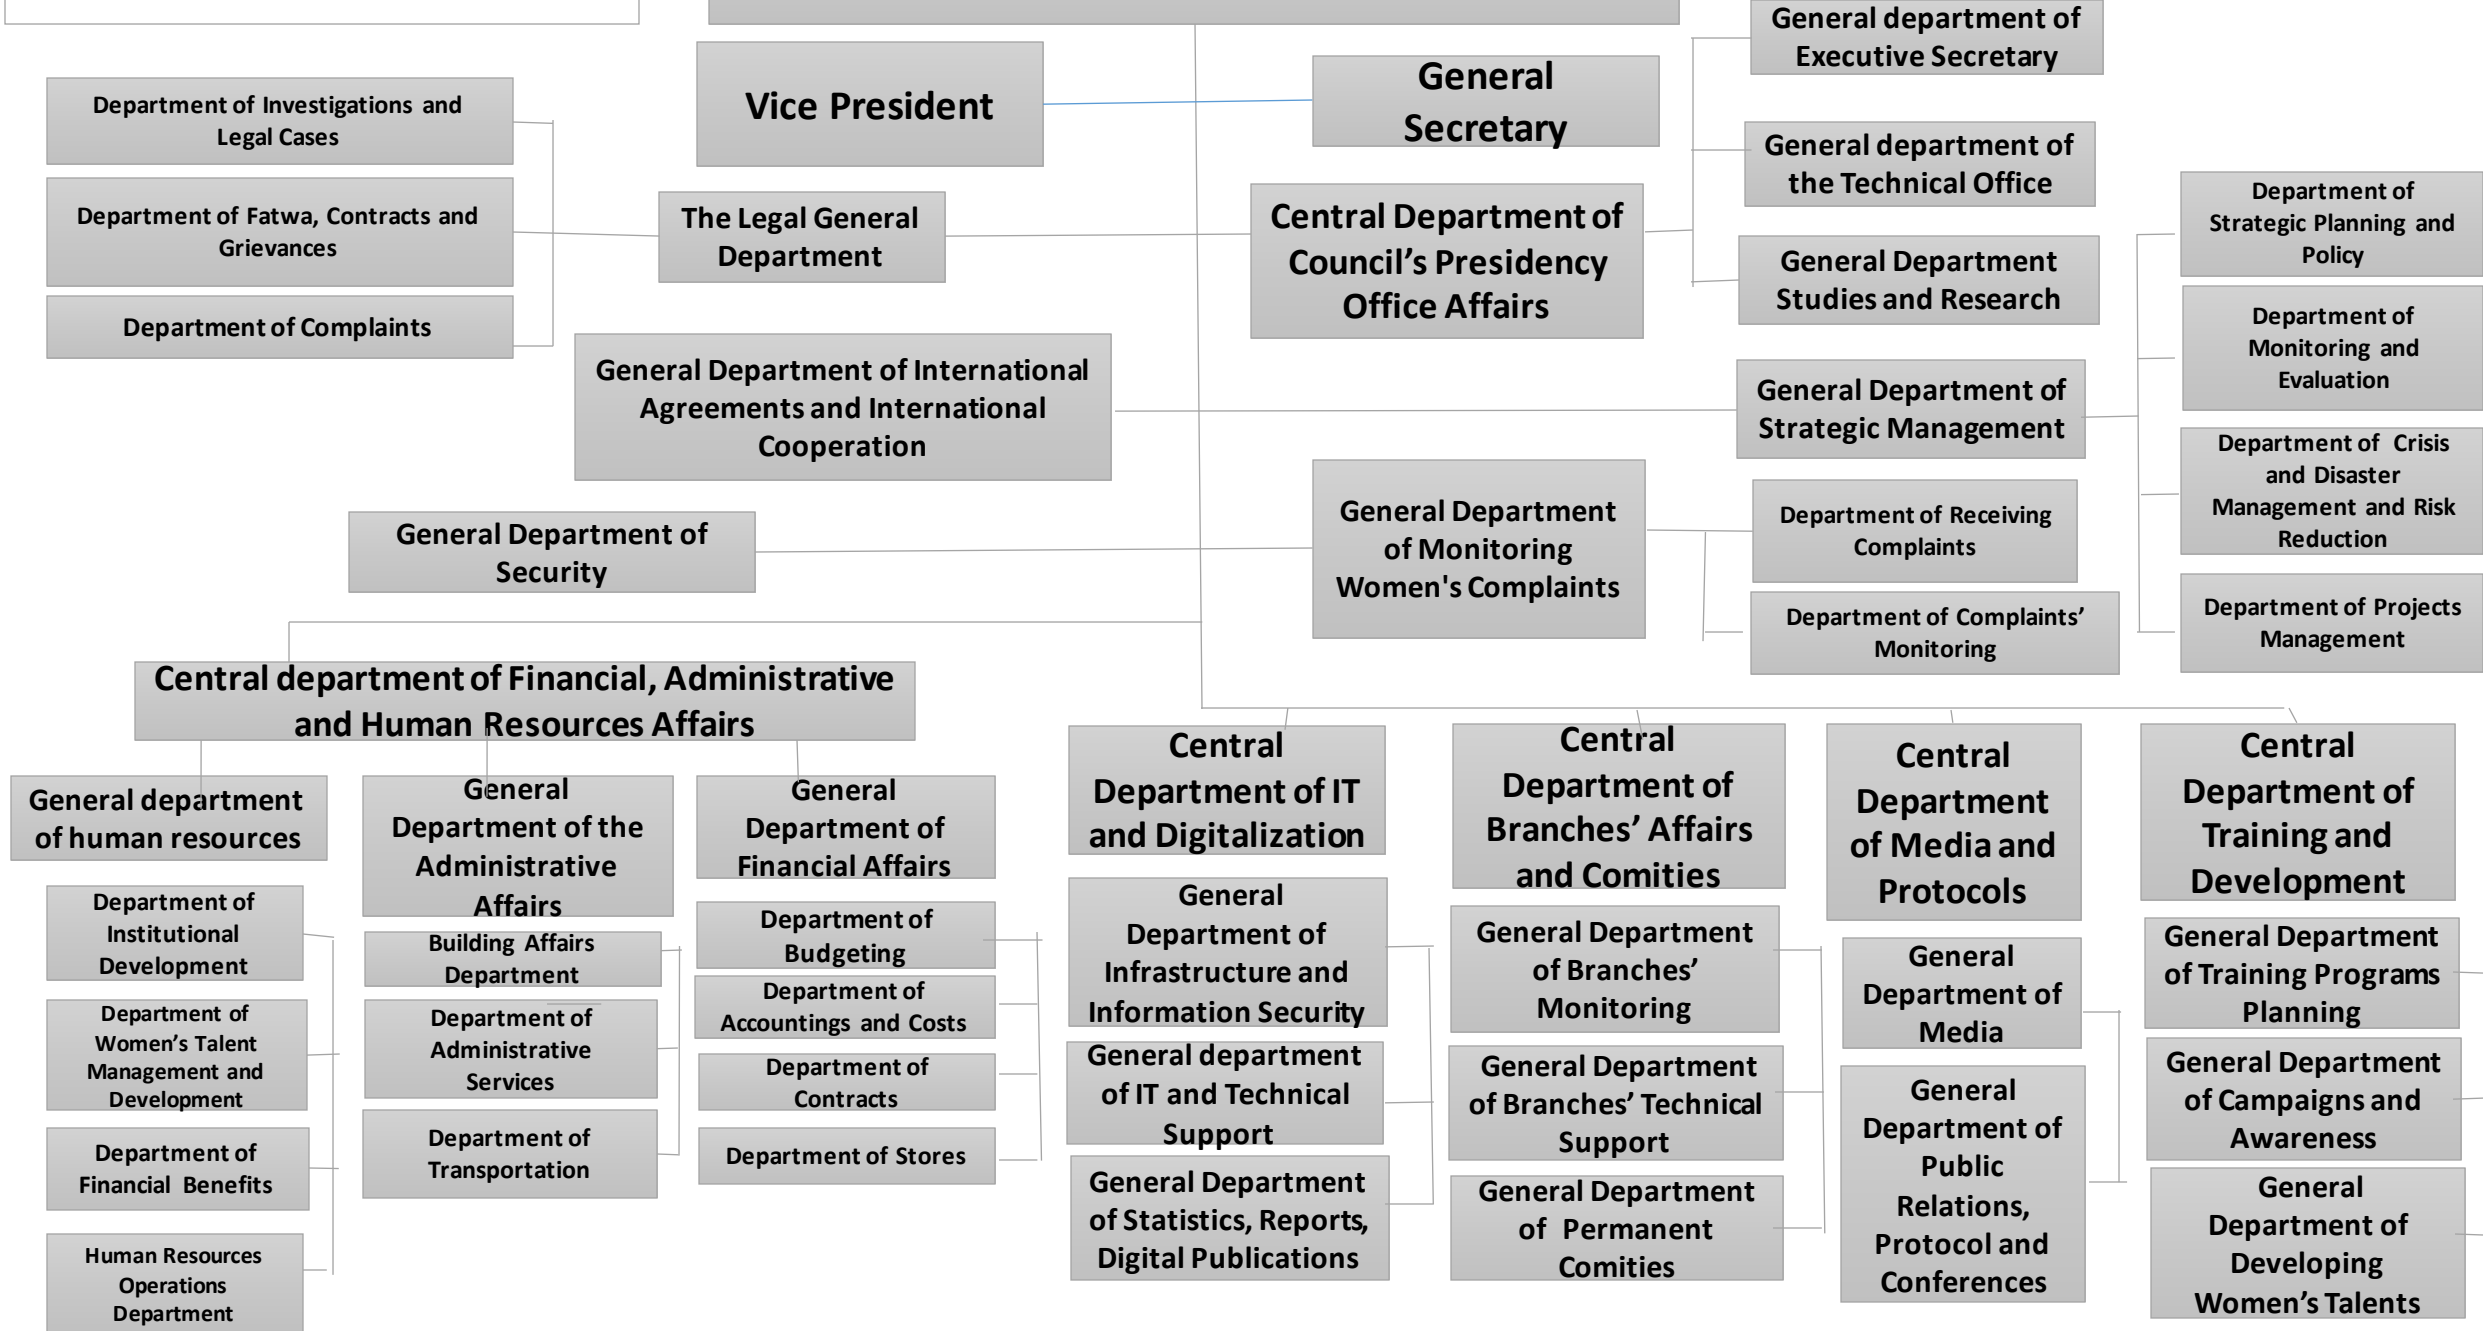 General department of
Executive Secretary
Vice President
General
Secretary
Department of Investigations and
Legal Cases
General department of
the Technical Office
Department of Fatwa, Contracts and
Grievances
The Legal General
Department
Central Department of
Council's Presidency
Office Affairs
Department of
Strategic Planning and
Policy
General Department
Studies and Research
Department of Complaints
Department of
Monitoring and
Evaluation
General Department of International
Agreements and International
Cooperation
General Department of
Strategic Management
Department of Crisis
and Disaster
Management and Risk
Reduction
General Department of
Security
General Department
of Monitoring
Women's Complaints
Department of Receiving
Complaints
Department of Complaints'
Monitoring
Department of Projects
Management
Central department of Financial, Administrative
and Human Resources Affairs
General department
of human resources
Department of
Institutional
Development
Department of
Women's Talent
Management and
Development
Department of
Financial Benefits
Human Resources
Operations
Department
General
Department of the
Administrative
Affairs
Building Affairs
Department
Department of
Administrative
Services
Department of
Transportation
General
Department of
Financial Affairs
Department of
Budgeting
Department of
Accountings and Costs
Department of
Contracts
Department of Stores
Central
Department of IT
and Digitalization
General
Department of
Infrastructure and
Information Security
General department
of IT and Technical
Support
General Department
of Statistics, Reports,
Digital Publications
Central
Department of
Branches' Affairs
and Comities
General Department
of Branches'
Monitoring
General Department
of Branches' Technical
Support
General Department
of Permanent
Comities
Central
Department
of Media and
Protocols
General
Department of
Media
General
Department of
Public
Relations,
Protocol and
Conferences
Central
Department of
Training and
Development
General Department
of Training Programs
Planning
General Department
of Campaigns and
Awareness
General
Department of
Developing
Women's Talents